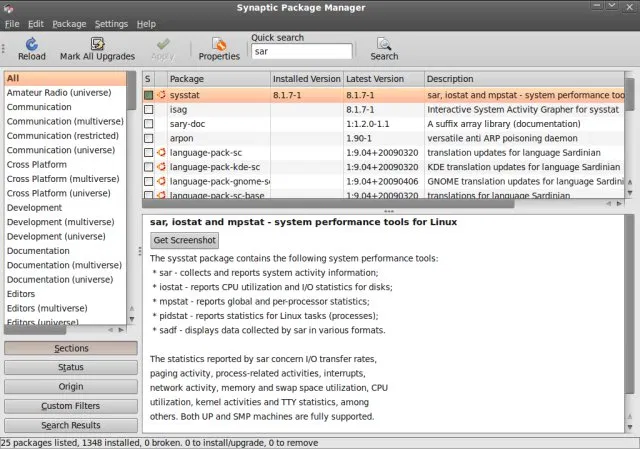 Synaptic Package Manager
File Edit Package Settings Help
Reload Mark All Upgrades Apply Properties Quick search Search
sar
All
Amateur Radio (universe)
Communication
Communication (multiverse)
Communication (restricted)
Communication (universe)
Cross Platform
Cross Platform (multiverse)
Cross Platform (universe)
Development
Development (multiverse)
Development (universe)
Documentation
Documentation (multiverse)
Documentation (universe)
Editors
Editors (multiverse)
Editors (universe)
Sections
Status
Origin
Custom Filters
Search Results
S Package Installed Version Latest Version Description
sysstat 8.1.7-1 8.1.7-1 sar, iostat and mpstat - system performance too
isag 8.1.7-1 Interactive System Activity Grapher for sysstat
sary-doc 1:1.2.0-1.1 A suffix array library (documentation)
arpon 1.90-1 versatile anti ARP poisoning daemon
language-pack-sc 1:9.04+20090320 translation updates for language Sardinian
language-pack-kde-sc 1:9.04+20090320 KDE translation updates for language Sardinian
language-pack-gnome-sc 1:9.04+20090406 GNOME translation updates for language Sardinian
language-pack-sc-base 1:9.04+20090320 translations for language Sardinian
sar, iostat and mpstat - system performance tools for Linux
Get Screenshot
The sysstat package contains the following system performance tools:
* sar - collects and reports system activity information;
* iostat - reports CPU utilization and I/O statistics for disks;
* mpstat - reports global and per-processor statistics;
* pidstat - reports statistics for Linux tasks (processes);
* sadf - displays data collected by sar in various formats.
The statistics reported by sar concern I/O transfer rates,
paging activity, process-related activities, interrupts,
network activity, memory and swap space utilization, CPU
utilization, kernel activities and TTY statistics, among
others. Both UP and SMP machines are fully supported.
25 packages listed, 1348 installed, 0 broken. 0 to install/upgrade, 0 to remove